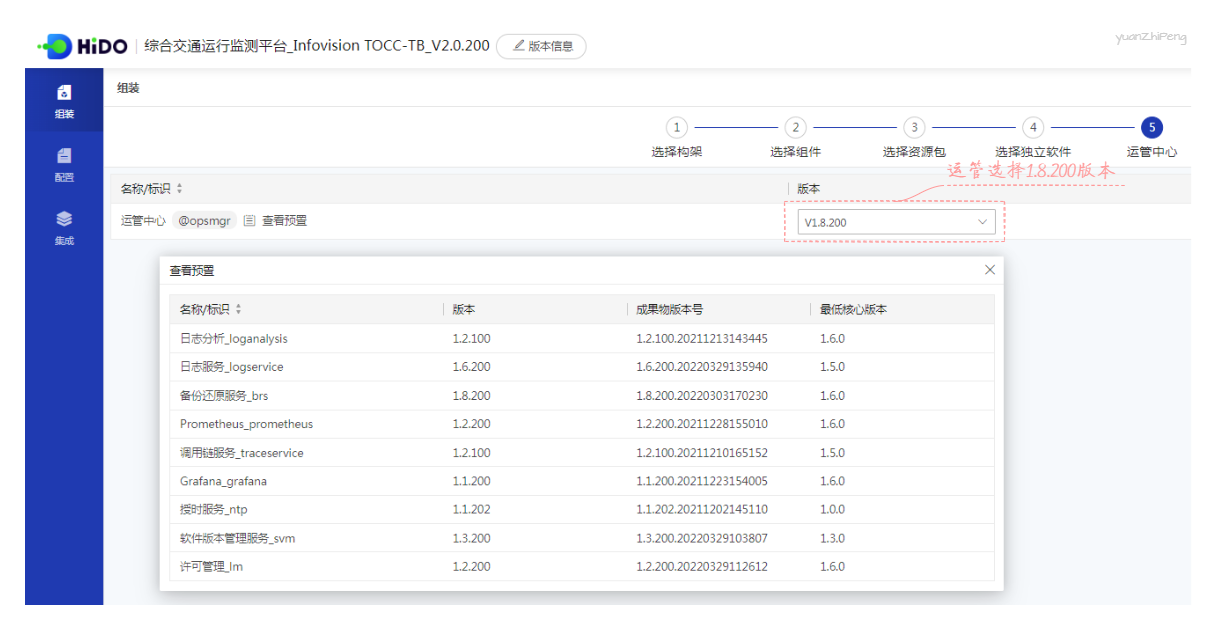 HiDO 综合交通运行监测平台_Infovision TOCC-TB_V2.0.200 版本信息
yuanZhiPeng
组装
组装
配置
集成
1 2 3 4 5
选择构架 选择组件 选择资源包 选择独立软件 运管中心
运管选择1.8.200版本
名称/标识 版本
运管中心 @opsmgr 查看预置 V1.8.200
查看预置
名称/标识 版本 成果物版本号 最低核心版本
日志分析_loganalysis 1.2.100 1.2.100.20211213143445 1.6.0
日志服务_logservice 1.6.200 1.6.200.20220329135940 1.5.0
备份还原服务_brs 1.8.200 1.8.200.20220303170230 1.6.0
Prometheus_prometheus 1.2.200 1.2.200.20211228155010 1.6.0
调用链服务_traceservice 1.2.100 1.2.100.20211210165152 1.5.0
Grafana_grafana 1.1.200 1.1.200.20211223154005 1.6.0
授时服务_ntp 1.1.202 1.1.202.20211202145110 1.0.0
软件版本管理服务_svm 1.3.200 1.3.200.20220329103807 1.3.0
许可管理_lm 1.2.200 1.2.200.20220329112612 1.6.0